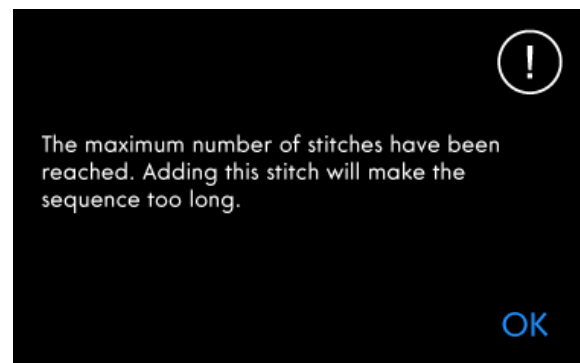 !
The maximum number of stitches have been
reached. Adding this stitch will make the
sequence too long.
OK